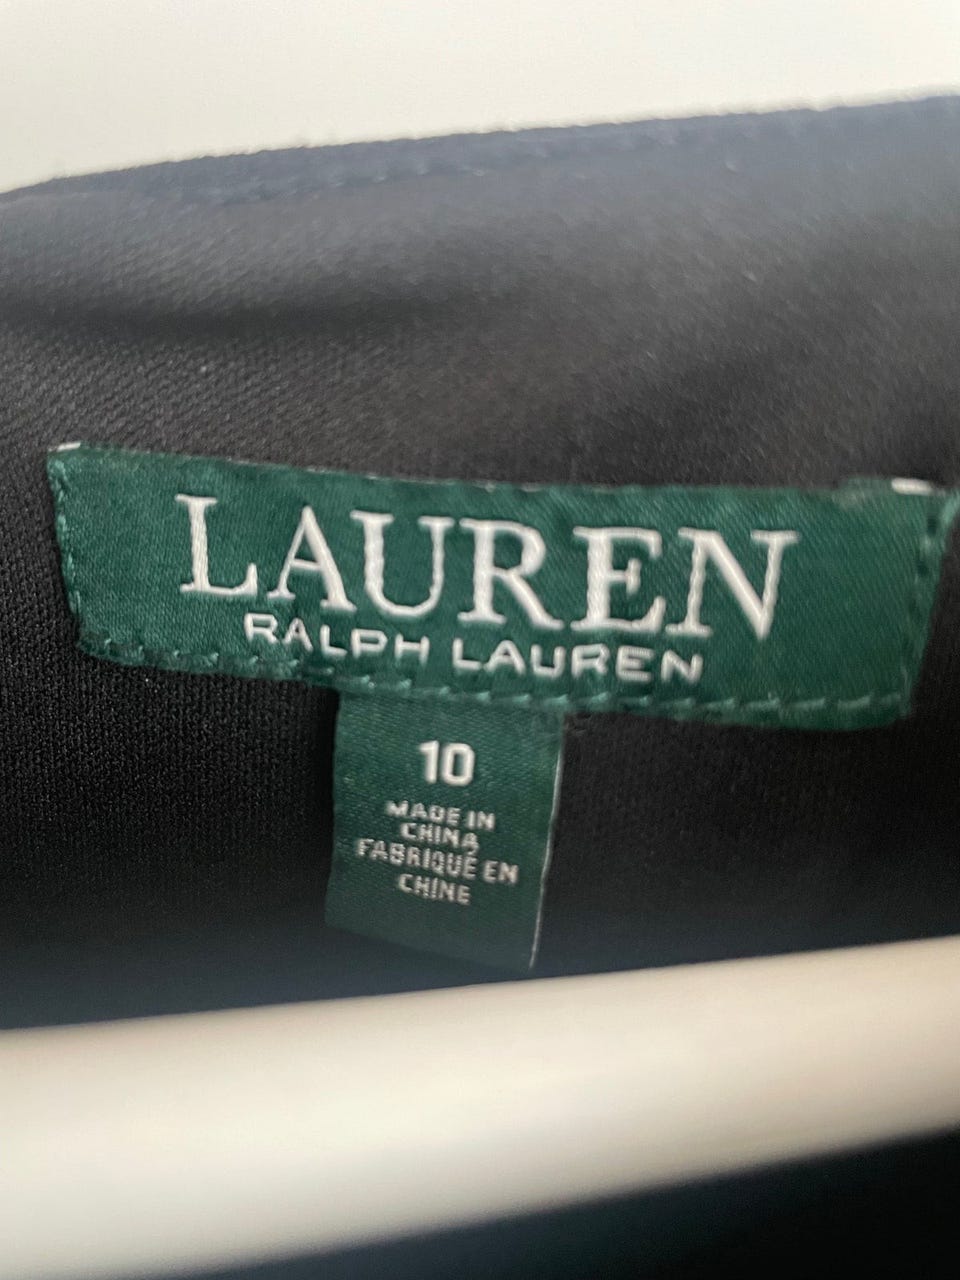 LAUREN
RALPH LAUREN
10
MADE IN
CHINA
FABRIQUÉ EN
CHINE